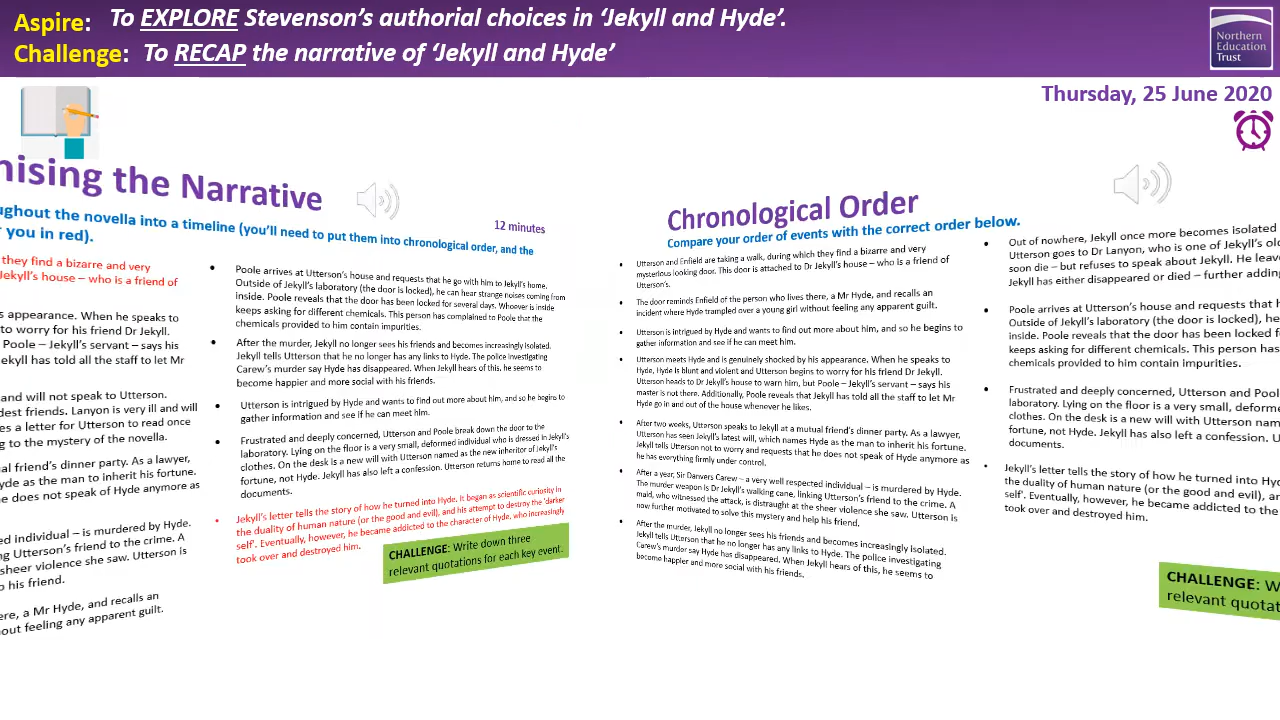 Aspire: To EXPLORE Stevenson's authorial choices in 'Jekyll and Hyde'.
Challenge: To RECAP the narrative of 'Jekyll and Hyde'
Northern
Education
Trust
Thursday, 25 June 2020
nising the Narrative
12 minutes
ughout the novella into a timeline (you'll need to put them into chronological order, and the
you in red).
they find a bizarre and very
Jekyll's house – who is a friend of
s appearance. When he speaks to
to worry for his friend Dr Jekyll.
Poole – Jekyll's servant – says his
ekyll has told all the staff to let Mr
and will not speak to Utterson.
dest friends. Lanyon is very ill and will
es a letter for Utterson to read once
g to the mystery of the novella.
ual friend's dinner party. As a lawyer,
yde as the man to inherit his fortune.
e does not speak of Hyde anymore as
ed individual – is murdered by Hyde.
ng Utterson's friend to the crime. A
sheer violence she saw. Utterson is
his friend.
ere, a Mr Hyde, and recalls an
out feeling any apparent guilt.
• Poole arrives at Utterson's house and requests that he go with him to Jekyll's home.
Outside of Jekyll's laboratory (the door is locked), he can hear strange noises coming from
inside. Poole reveals that the door has been locked for several days. Whoever is inside
keeps asking for different chemicals. This person has complained to Poole that the
chemicals provided to him contain impurities.
• After the murder, Jekyll no longer sees his friends and becomes increasingly isolated.
Jekyll tells Utterson that he no longer has any links to Hyde. The police investigating
Carew's murder say Hyde has disappeared. When Jekyll hears of this, he seems to
become happier and more social with his friends.
• Utterson is intrigued by Hyde and wants to find out more about him, and so he begins to
gather information and see if he can meet him.
• Frustrated and deeply concerned, Utterson and Poole break down the door to the
laboratory. Lying on the floor is a very small, deformed individual who is dressed in Jekyll's
clothes. On the desk is a new will with Utterson named as the new inheritor of Jekyll's
fortune, not Hyde. Jekyll has also left a confession. Utterson returns home to read all the
documents.
• Jekyll's letter tells the story of how he turned into Hyde. It began as scientific curiosity in
the duality of human nature (or the good and evil), and his attempt to destroy the 'darker
self'. Eventually, however, he became addicted to the character of Hyde, who increasingly
took over and destroyed him.
CHALLENGE: Write down three
relevant quotations for each key event.
Chronological Order
Compare your order of events with the correct order below.
• Utterson and Enfield are taking a walk, during which they find a bizarre and very
mysterious looking door. This door is attached to Dr Jekyll's house – who is a friend of
Utterson's.
• The door reminds Enfield of the person who lives there, a Mr Hyde, and recalls an
incident where Hyde trampled over a young girl without feeling any apparent guilt.
• Utterson is intrigued by Hyde and wants to find out more about him, and so he begins to
gather information and see if he can meet him.
• Utterson meets Hyde and is genuinely shocked by his appearance. When he speaks to
Hyde, Hyde is blunt and violent and Utterson begins to worry for his friend Dr Jekyll.
Utterson heads to Dr Jekyll's house to warn him, but Poole – Jekyll's servant – says his
master is not there. Additionally, Poole reveals that Jekyll has told all the staff to let Mr
Hyde go in and out of the house whenever he likes.
• After two weeks, Utterson speaks to Jekyll at a mutual friend's dinner party. As a lawyer,
Utterson has seen Jekyll's latest will, which names Hyde as the man to inherit his fortune.
Jekyll tells Utterson not to worry and requests that he does not speak of Hyde anymore as
he has everything firmly under control.
• After a year, Sir Danvers Carew – a very well respected individual – is murdered by Hyde.
The murder weapon is Dr Jekyll's walking cane, linking Utterson's friend to the crime. A
maid, who witnessed the attack, is distraught at the sheer violence she saw. Utterson is
now further motivated to solve this mystery and help his friend.
• After the murder, Jekyll no longer sees his friends and becomes increasingly isolated.
Jekyll tells Utterson that he no longer has any links to Hyde. The police investigating
Carew's murder say Hyde has disappeared. When Jekyll hears of this, he seems to
become happier and more social with his friends.
• Out of nowhere, Jekyll once more becomes isolated
Utterson goes to Dr Lanyon, who is one of Jekyll's old
soon die – but refuses to speak about Jekyll. He leave
Jekyll has either disappeared or died – further adding
• Poole arrives at Utterson's house and requests that h
Outside of Jekyll's laboratory (the door is locked), he
inside. Poole reveals that the door has been locked f
keeps asking for different chemicals. This person has
chemicals provided to him contain impurities.
• Frustrated and deeply concerned, Utterson and Pool
laboratory. Lying on the floor is a very small, deforme
clothes. On the desk is a new will with Utterson nam
fortune, not Hyde. Jekyll has also left a confession. U
documents.
• Jekyll's letter tells the story of how he turned into Hyd
the duality of human nature (or the good and evil), an
self'. Eventually, however, he became addicted to the
took over and destroyed him.
CHALLENGE: W
relevant quotat